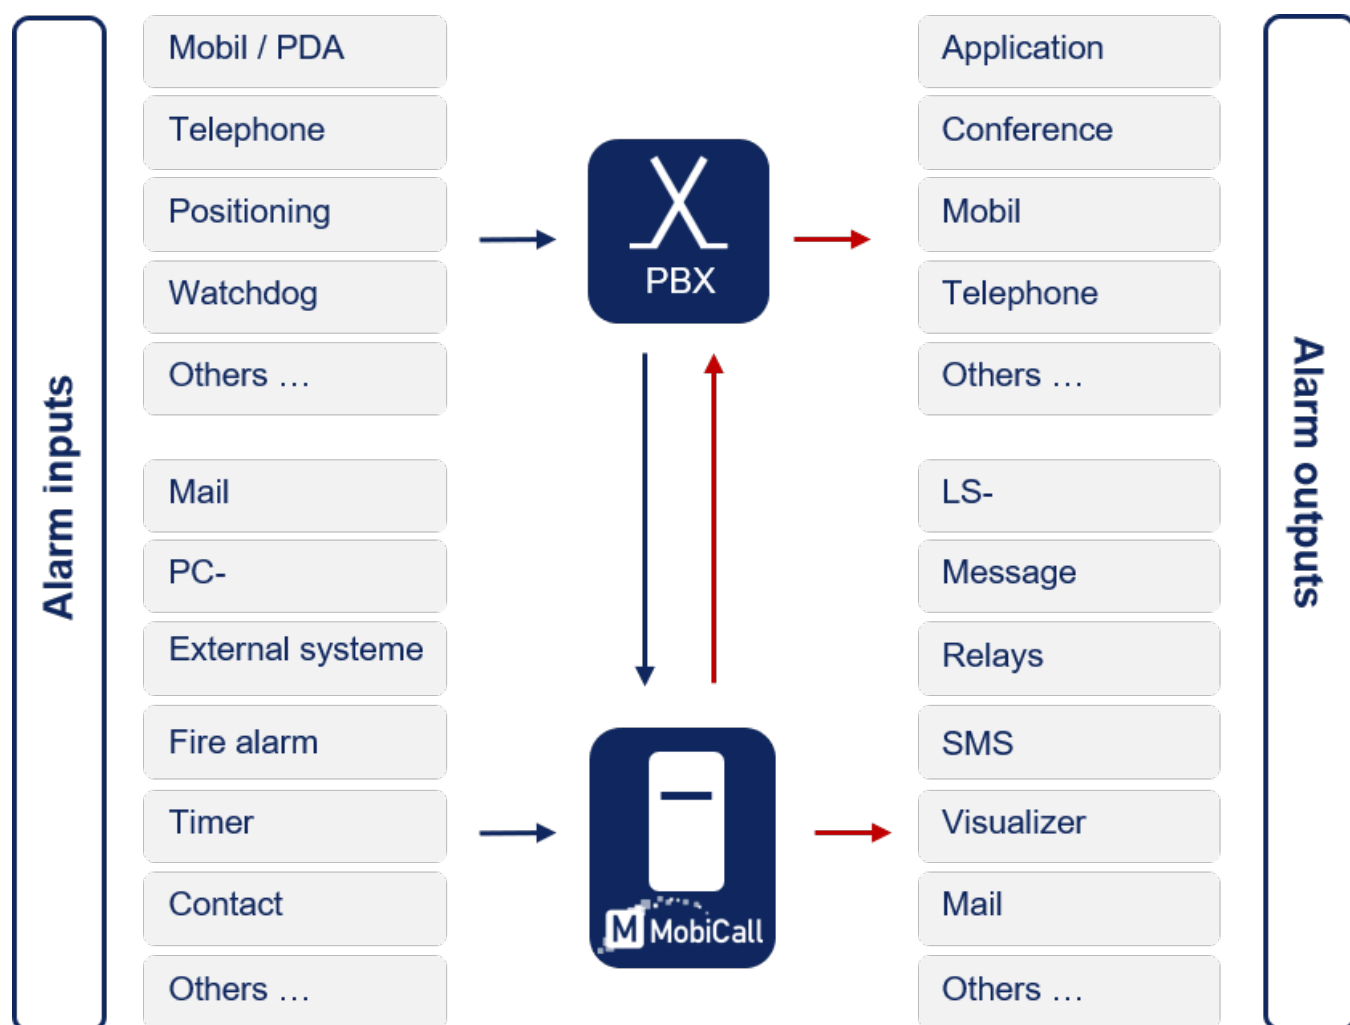 Alarm inputs
Mobil / PDA
Telephone
Positioning
Watchdog
Others …
Mail
PC-
External systeme
Fire alarm
Timer
Contact
Others …
PBX
M MobiCall
Application
Conference
Mobil
Telephone
Others …
LS-
Message
Relays
SMS
Visualizer
Mail
Others …
Alarm outputs